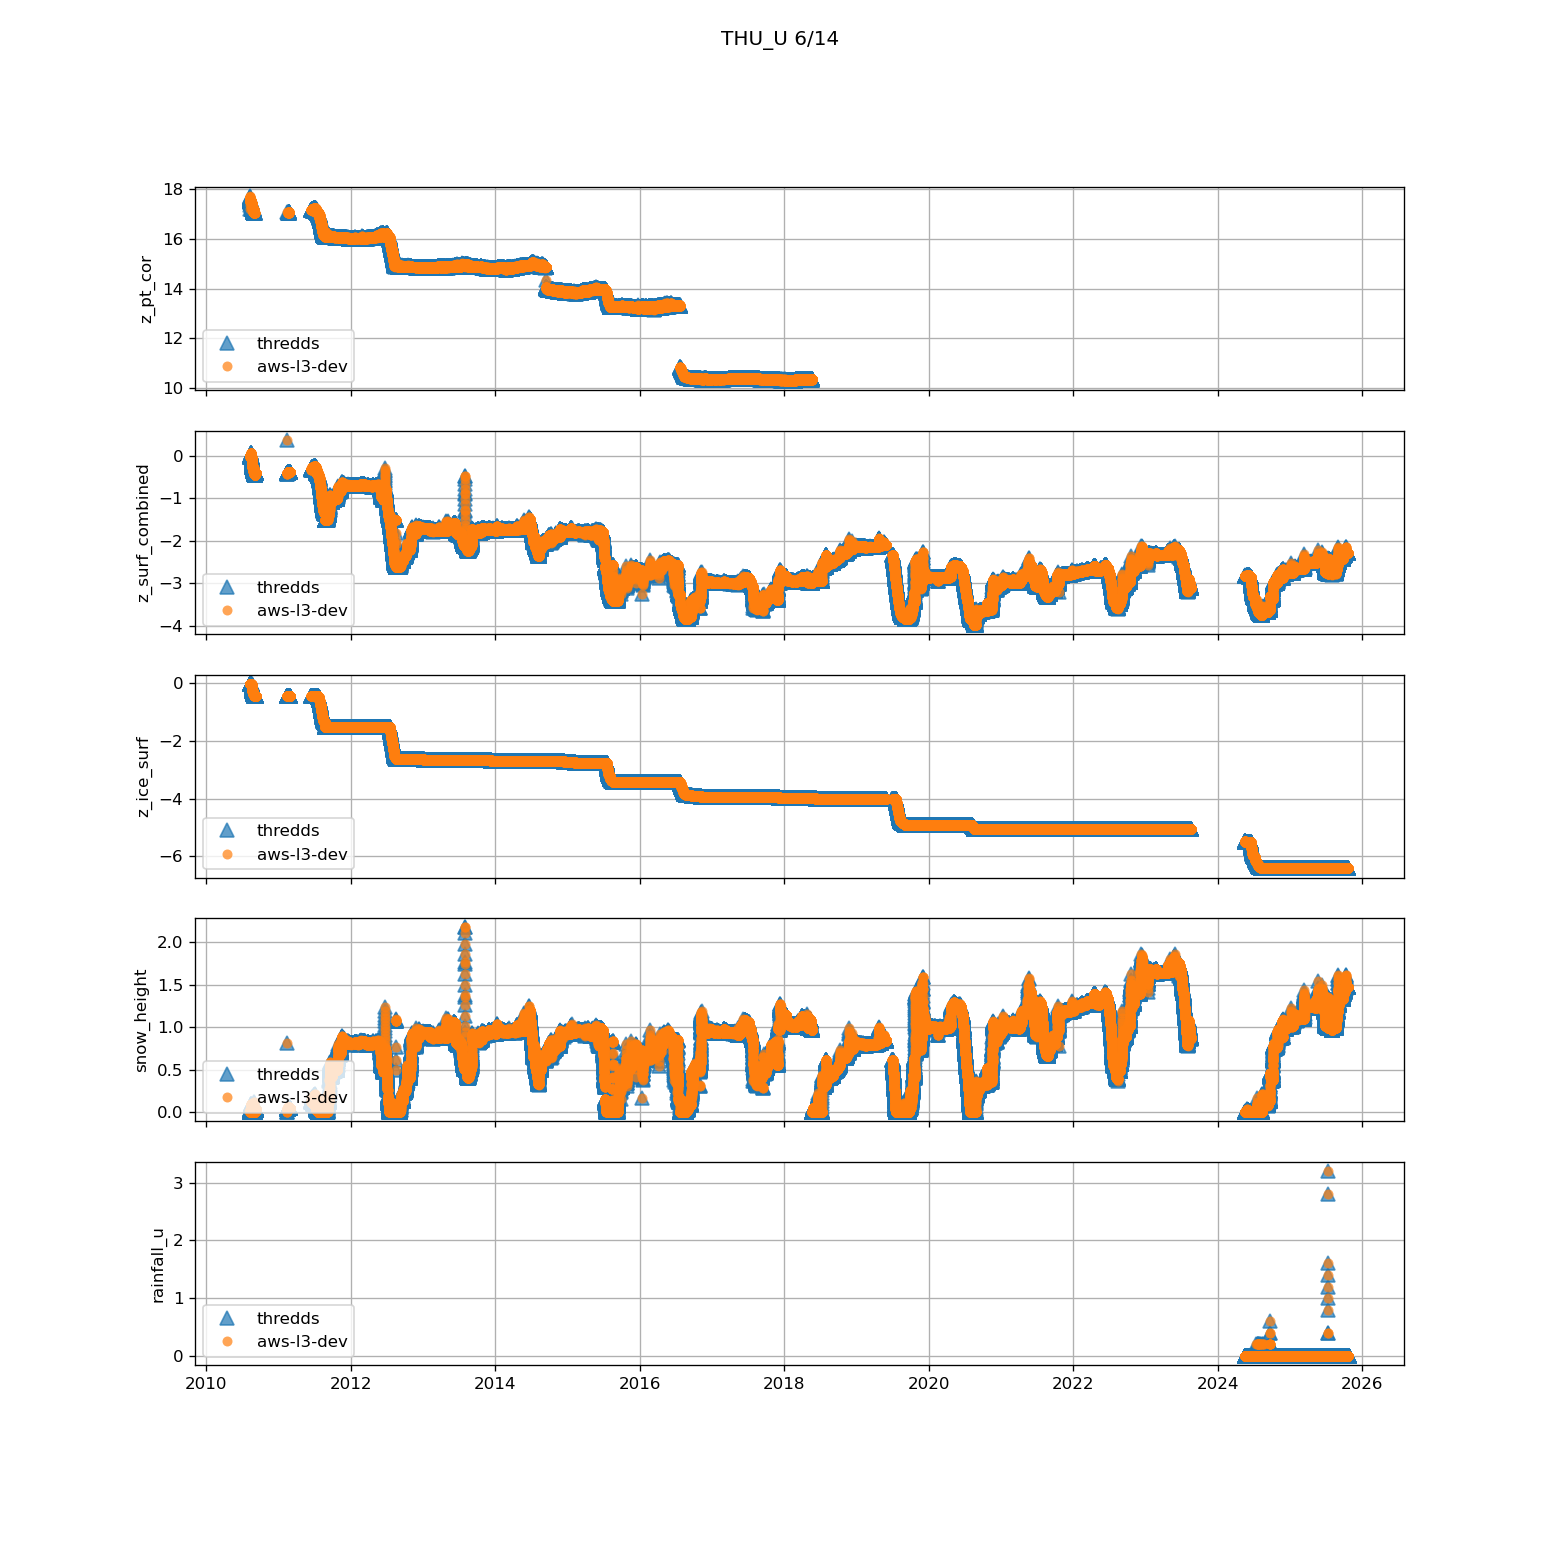 THU_U 6/14
18
16
14
12
10
z_pt_cor
thredds
aws-l3-dev
0
−1
−2
−3
−4
z_surf_combined
thredds
aws-l3-dev
0
−2
−4
−6
z_ice_surf
thredds
aws-l3-dev
2.0
1.5
1.0
0.5
0.0
snow_height
thredds
aws-l3-dev
3
2
1
0
rainfall_u
thredds
aws-l3-dev
2010 2012 2014 2016 2018 2020 2022 2024 2026